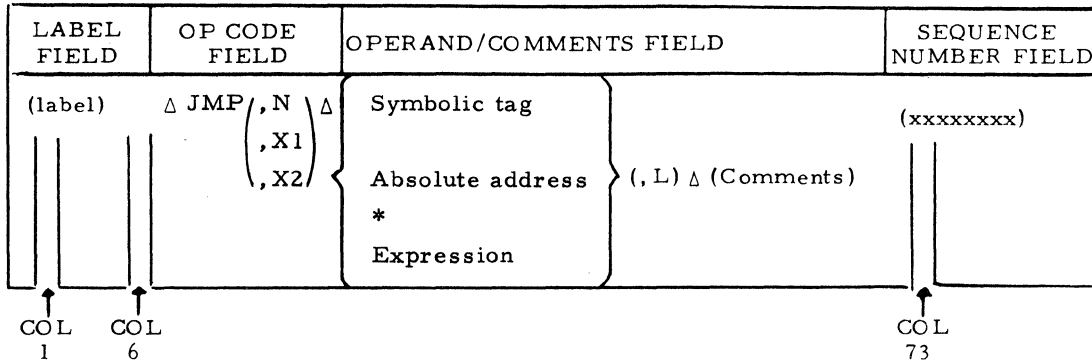 LABEL FIELD OP CODE FIELD OPERAND/COMMENTS FIELD SEQUENCE NUMBER FIELD
(label) Δ JMP (, N Δ Symbolic tag (xxxxxxxx)
, X1
, X2) Absolute address (, L) Δ (Comments)
*
Expression
COL 1 COL 6 COL 73